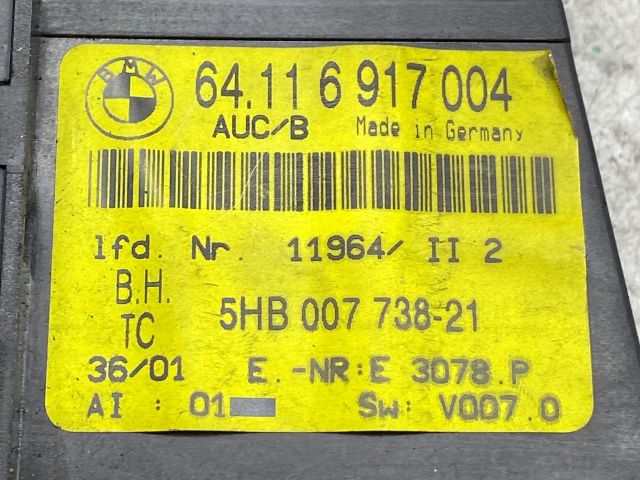 BMW
64.11 6 917 004
AUC/B Made in Germany
lfd. Nr. 11964/ II 2
B.H.
TC 5HB 007 738-21
36/01 E.-NR:E 3078.P
AI : 01 Sw: V007.0